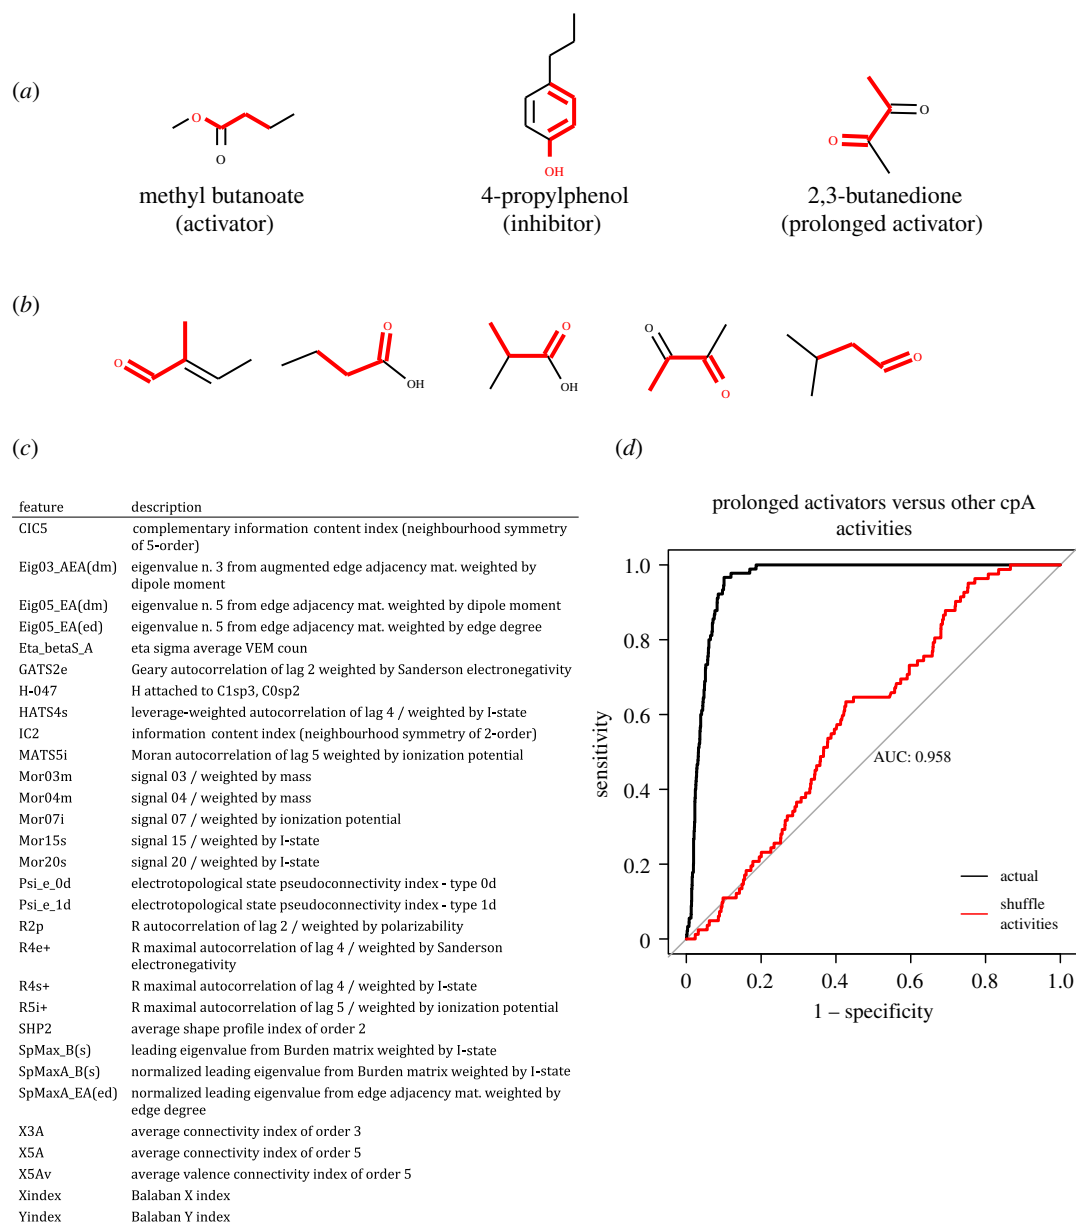 (a)
O
O
OH
O
O
methyl butanoate
(activator)
4-propylphenol
(inhibitor)
2,3-butanedione
(prolonged activator)
(b)
O
O
OH
O
OH
O
O
O
(c)
feature description
CIC5 complementary information content index (neighbourhood symmetry
of 5-order)
Eig03_AEA(dm) eigenvalue n. 3 from augmented edge adjacency mat. weighted by
dipole moment
Eig05_EA(dm) eigenvalue n. 5 from edge adjacency mat. weighted by dipole moment
Eig05_EA(ed) eigenvalue n. 5 from edge adjacency mat. weighted by edge degree
Eta_betaS_A eta sigma average VEM coun
GATS2e Geary autocorrelation of lag 2 weighted by Sanderson electronegativity
H-047 H attached to C1sp3, C0sp2
HATS4s leverage-weighted autocorrelation of lag 4 / weighted by I-state
IC2 information content index (neighbourhood symmetry of 2-order)
MATS5i Moran autocorrelation of lag 5 weighted by ionization potential
Mor03m signal 03 / weighted by mass
Mor04m signal 04 / weighted by mass
Mor07i signal 07 / weighted by ionization potential
Mor15s signal 15 / weighted by I-state
Mor20s signal 20 / weighted by I-state
Psi_e_0d electrotopological state pseudoconnectivity index - type 0d
Psi_e_1d electrotopological state pseudoconnectivity index - type 1d
R2p R autocorrelation of lag 2 / weighted by polarizability
R4e+ R maximal autocorrelation of lag 4 / weighted by Sanderson
electronegativity
R4s+ R maximal autocorrelation of lag 4 / weighted by I-state
R5i+ R maximal autocorrelation of lag 5 / weighted by ionization potential
SHP2 average shape profile index of order 2
SpMax_B(s) leading eigenvalue from Burden matrix weighted by I-state
SpMaxA_B(s) normalized leading eigenvalue from Burden matrix weighted by I-state
SpMaxA_EA(ed) normalized leading eigenvalue from edge adjacency mat. weighted by
edge degree
X3A average connectivity index of order 3
X5A average connectivity index of order 5
X5Av average valence connectivity index of order 5
Xindex Balaban X index
Yindex Balaban Y index
(d)
prolonged activators versus other cpA
activities
1.0
0.8
0.6
0.4
0.2
0
sensitivity
AUC: 0.958
actual
shuffle
activities
0 0.2 0.4 0.6 0.8 1.0
1 – specificity